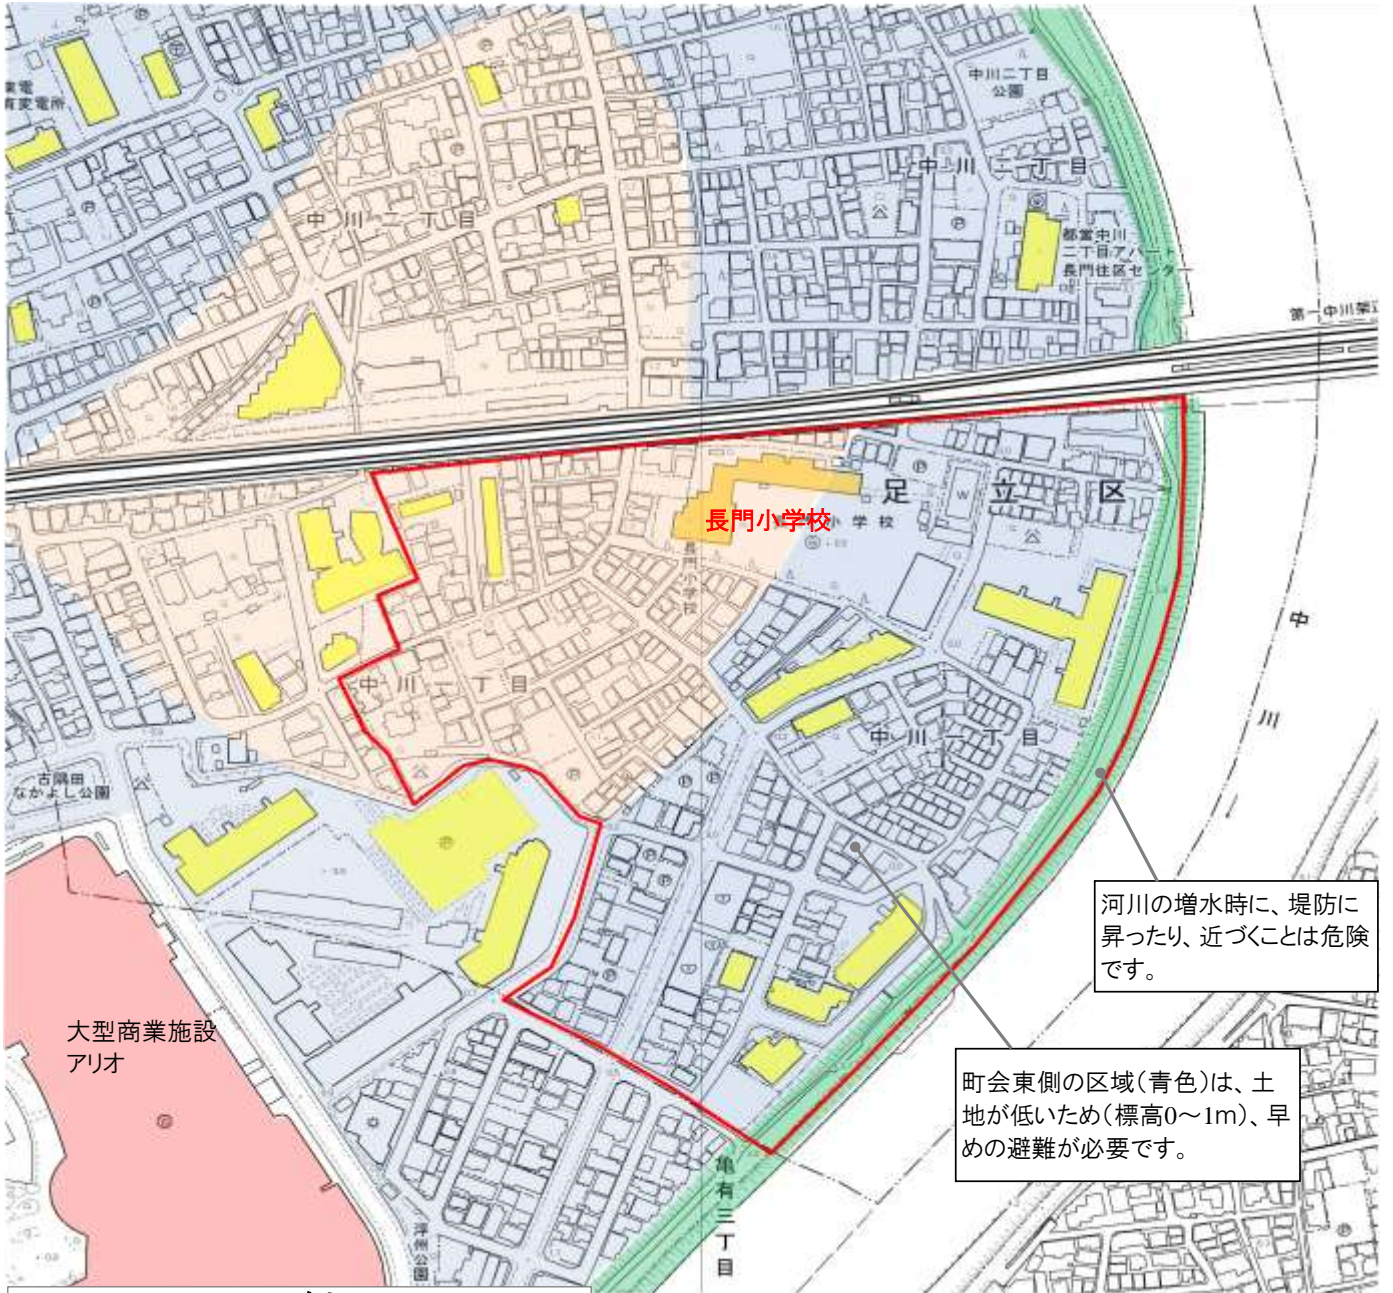 東電
中川二丁目
公園
中 川 二 丁 目
中 川 二 丁 目
都営中川
二丁目アパート
長門住区センター
第一中川架道
足 立 区
長門小学校
小 学 校
長門小学校
W
中 川 一 丁 目
中 川 一 丁 目
中 川
古隅田
なかよし公園
河川の増水時に、堤防に
昇ったり、近づくことは危険
です。
大型商業施設
アリオ
町会東側の区域(青色)は、土
地が低いため(標高0~1m)、早
めの避難が必要です。
亀有三丁目